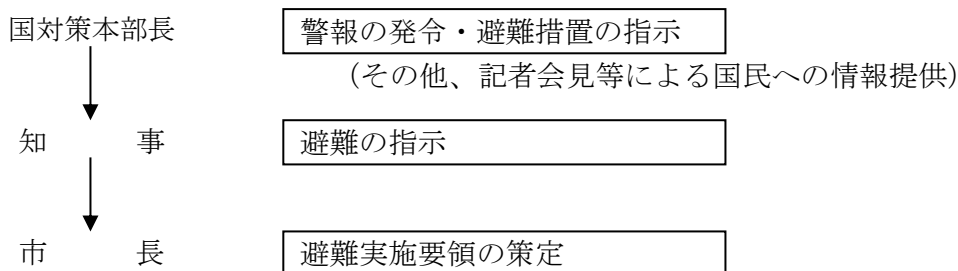 国対策本部長 警報の発令・避難措置の指示
(その他、記者会見等による国民への情報提供)
知 事 避難の指示
市 長 避難実施要領の策定